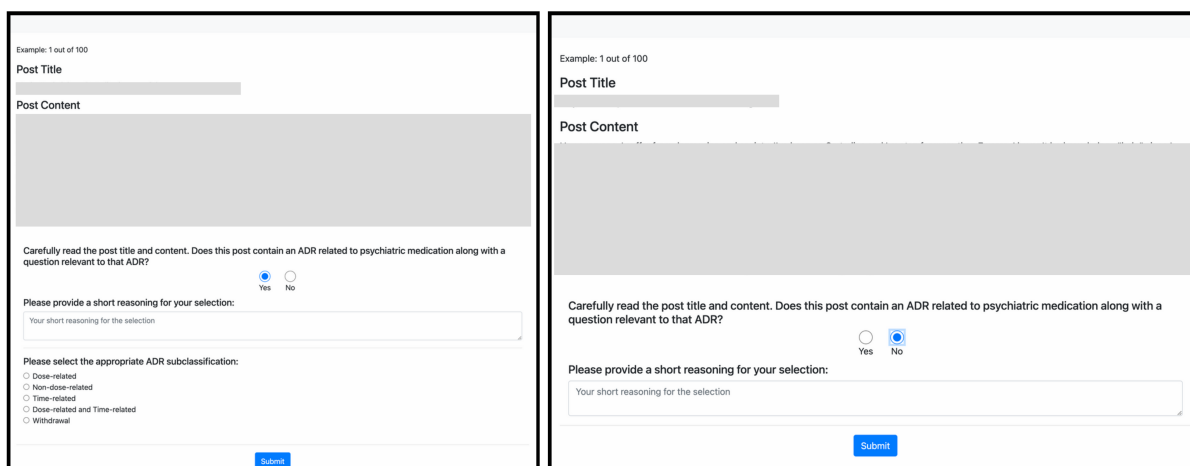 Example: 1 out of 100
Post Title
Post Content
Carefully read the post title and content. Does this post contain an ADR related to psychiatric medication along with a
question relevant to that ADR?
Yes No
Please provide a short reasoning for your selection:
Your short reasoning for the selection
Please select the appropriate ADR subclassification:
Dose-related
Non-dose-related
Time-related
Dose-related and Time-related
Withdrawal
Submit
Example: 1 out of 100
Post Title
Post Content
Carefully read the post title and content. Does this post contain an ADR related to psychiatric medication along with a
question relevant to that ADR?
Yes No
Please provide a short reasoning for your selection:
Your short reasoning for the selection
Submit